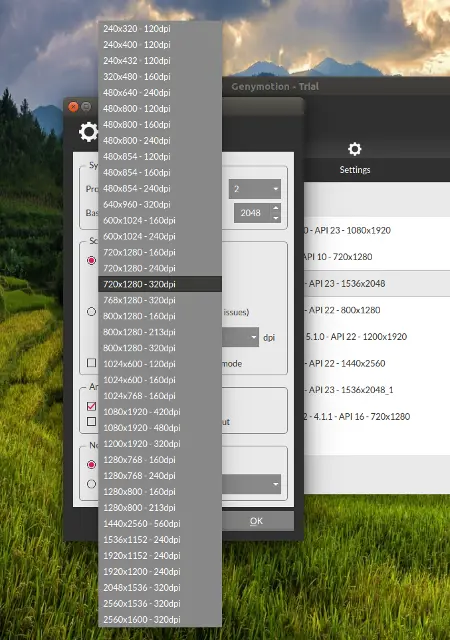 240x320 - 120dpi
240x400 - 120dpi
240x432 - 120dpi
320x480 - 160dpi
480x640 - 240dpi
480x800 - 120dpi
480x800 - 160dpi
480x800 - 240dpi
480x854 - 120dpi
480x854 - 160dpi
480x854 - 240dpi
640x960 - 320dpi
600x1024 - 160dpi
600x1024 - 240dpi
720x1280 - 160dpi
720x1280 - 240dpi
720x1280 - 320dpi
768x1280 - 320dpi
800x1280 - 160dpi
800x1280 - 213dpi
800x1280 - 320dpi
1024x600 - 120dpi
1024x600 - 160dpi
1024x768 - 160dpi
1080x1920 - 420dpi
1080x1920 - 480dpi
1200x1920 - 320dpi
1280x768 - 160dpi
1280x768 - 240dpi
1280x800 - 160dpi
1280x800 - 213dpi
1440x2560 - 560dpi
1536x1152 - 240dpi
1920x1152 - 240dpi
1920x1200 - 240dpi
2048x1536 - 320dpi
2560x1536 - 320dpi
2560x1600 - 320dpi
Sy
Pro
2
Bas
2048
Sc
issues)
dpi
mode
An
ut
Ne
OK
Genymotion - Trial
Settings
0 - API 23 - 1080x1920
API 10 - 720x1280
- API 23 - 1536x2048
- API 22 - 800x1280
5.1.0 - API 22 - 1200x1920
- API 22 - 1440x2560
- API 23 - 1536x2048_1
2 - 4.1.1 - API 16 - 720x1280